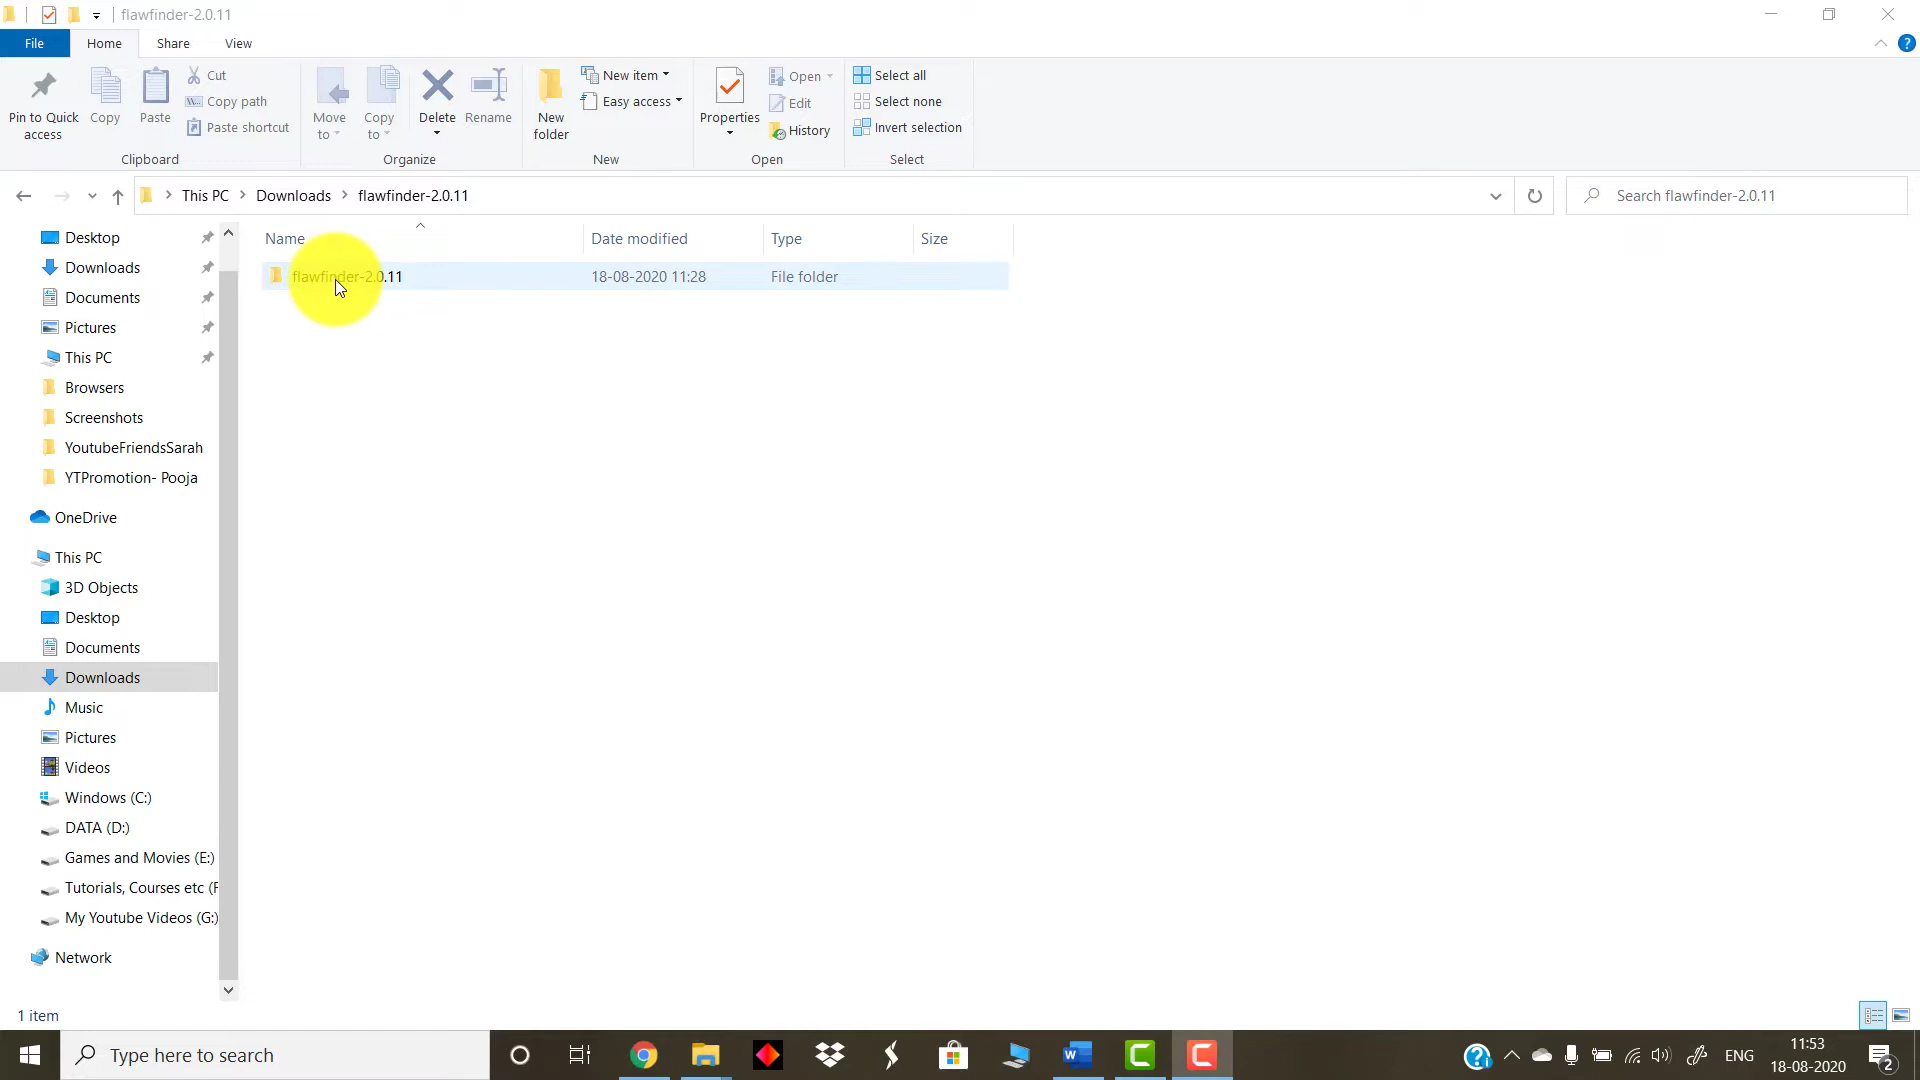 flawfinder-2.0.11
File
Home
Share
View
Pin to Quick access
Copy
Paste
Cut
Copy path
Paste shortcut
Clipboard
Move to
Copy to
Delete
Rename
Organize
New folder
New item
Easy access
New
Properties
Open
Edit
History
Open
Select all
Select none
Invert selection
Select
This PC
Downloads
flawfinder-2.0.11
Search flawfinder-2.0.11
Name
Date modified
Type
Size
flawfinder-2.0.11
18-08-2020 11:28
File folder
Desktop
Downloads
Documents
Pictures
This PC
Browsers
Screenshots
YoutubeFriendsSarah
YTPromotion- Pooja
OneDrive
This PC
3D Objects
Desktop
Documents
Downloads
Music
Pictures
Videos
Windows (C:)
DATA (D:)
Games and Movies (E:)
Tutorials, Courses etc (F
My Youtube Videos (G:)
Network
1 item
Type here to search
ENG
11:53
18-08-2020
2